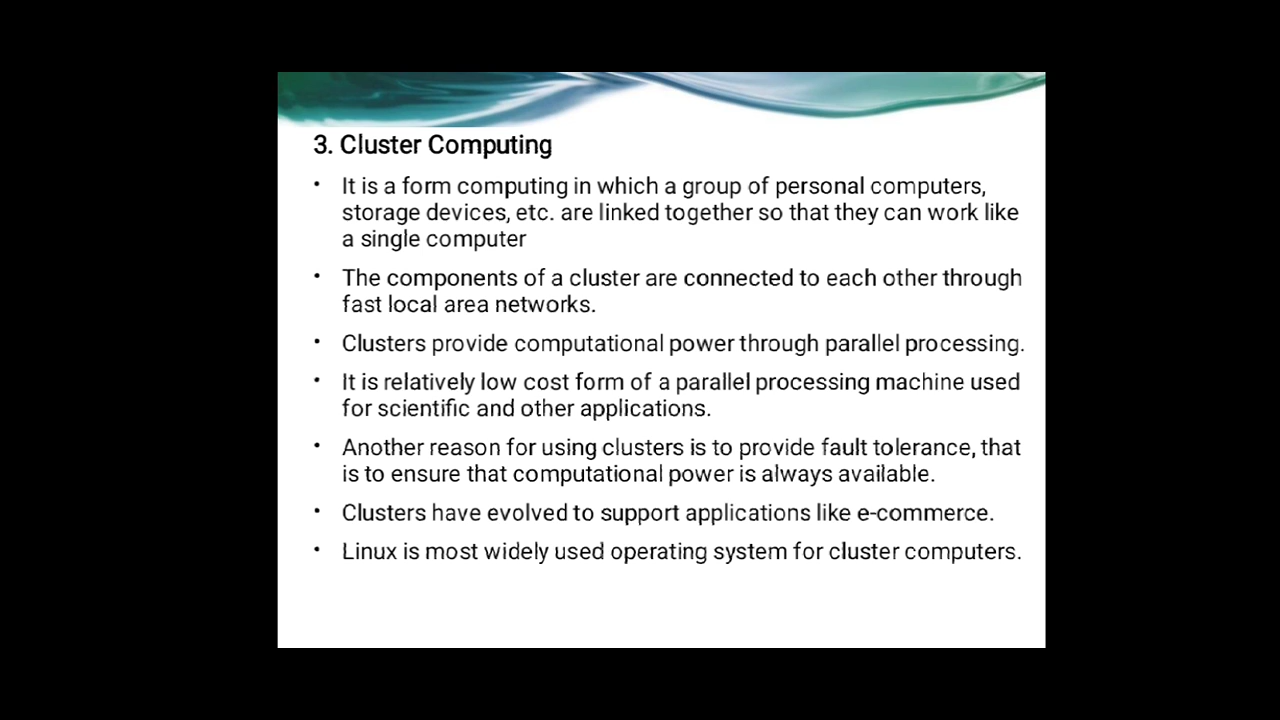 3. Cluster Computing
• It is a form computing in which a group of personal computers,
storage devices, etc. are linked together so that they can work like
a single computer
• The components of a cluster are connected to each other through
fast local area networks.
• Clusters provide computational power through parallel processing.
• It is relatively low cost form of a parallel processing machine used
for scientific and other applications.
• Another reason for using clusters is to provide fault tolerance, that
is to ensure that computational power is always available.
• Clusters have evolved to support applications like e-commerce.
• Linux is most widely used operating system for cluster computers.